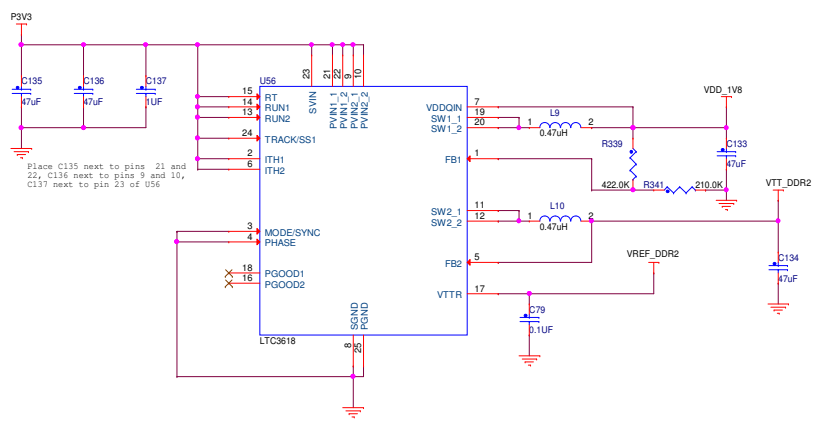 P3V3
C135
47uF
C136
47uF
C137
1UF
Place C135 next to pins  21 and
22, C136 next to pins 9 and 10,
C137 next to pin 23 of U56
U56
23
21
22
9
10
SVIN
PVIN1_1
PVIN1_2
PVIN2_1
PVIN2_2
15 RT
14 RUN1
13 RUN2
24 TRACK/SS1
2 ITH1
6 ITH2
3 MODE/SYNC
4 PHASE
18 PGOOD1
16 PGOOD2
VDDQIN 7
SW1_1 19
SW1_2 20
FB1 1
SW2_1 11
SW2_2 12
FB2 5
VTTR 17
SGND
PGND
8
25
LTC3618
L9
1 2
0.47uH
R339
422.0K
R341
210.0K
VDD_1V8
C133
47uF
L10
1 2
0.47uH
VTT_DDR2
C134
47uF
VREF_DDR2
C79
0.1UF